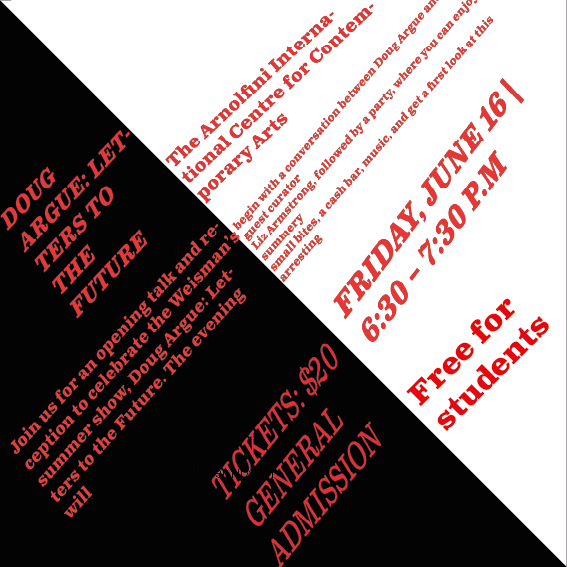 The Arnolfini Interna-
tional Centre for Contem-
porary Arts
DOUG
ARGUE: LET-
TERS TO
THE
FUTURE
Join us for an opening talk and re-
ception to celebrate the Weisman's
summer show, Doug Argue: Let-
ters to the Future. The evening
will
begin with a conversation between Doug Argue and
guest curator
Liz Armstrong, followed by a party, where you can enjoy
summery
small bites, a cash bar, music, and get a first look at this
arresting
FRIDAY, JUNE 16 |
6:30 – 7:30 P.M
Free for
students
TICKETS: $20
GENERAL
ADMISSION